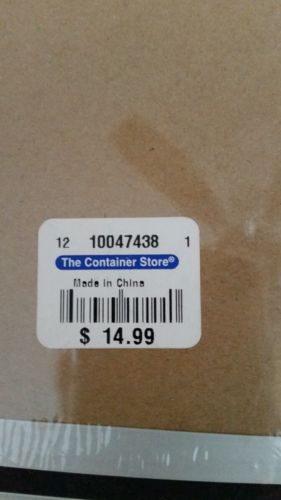 12 10047438 1
The Container Store®
Made in China
$ 14.99